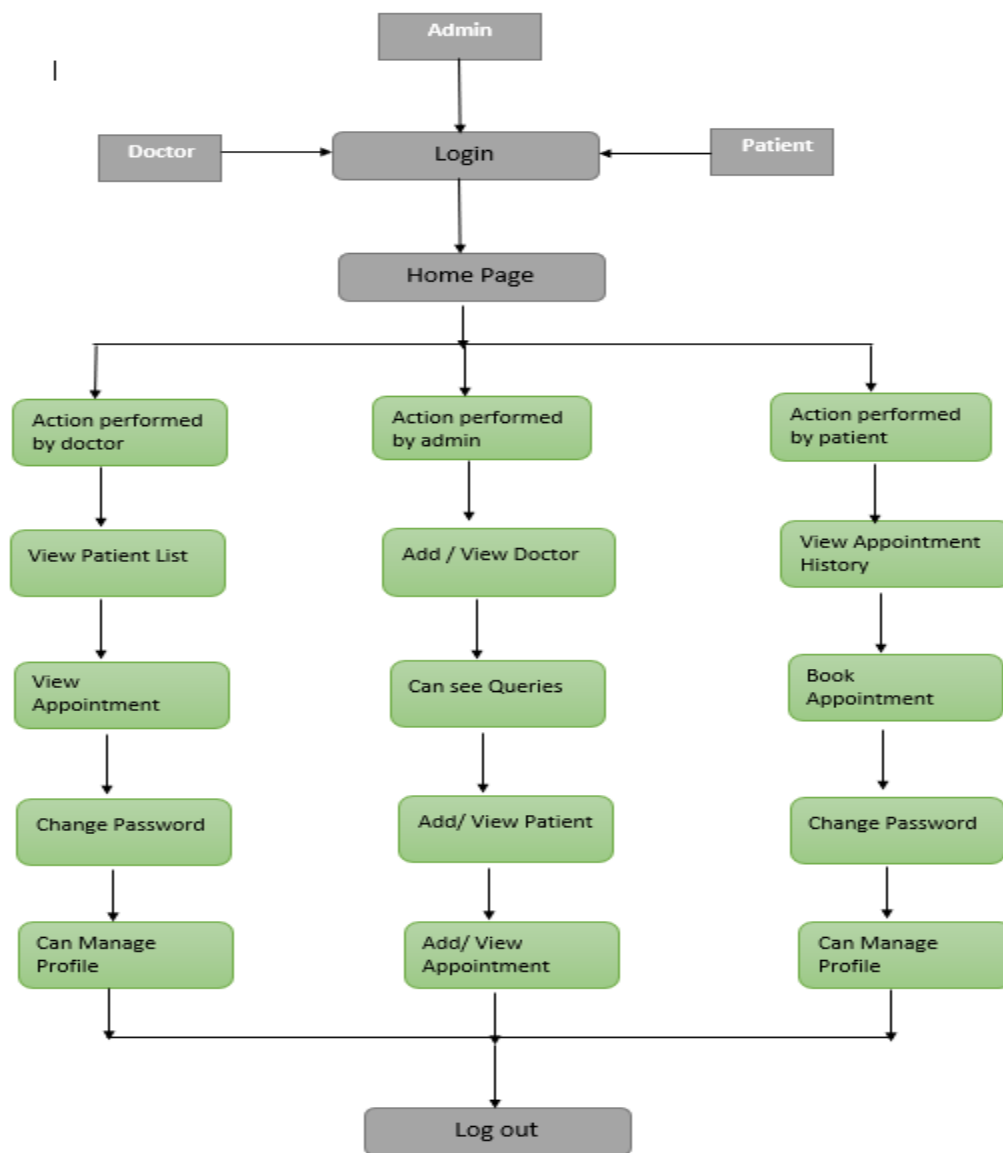 Admin
Doctor
Login
Patient
Home Page
Action performed
by doctor
Action performed
by admin
Action performed
by patient
View Patient List
Add / View Doctor
View Appointment
History
View
Appointment
Can see Queries
Book
Appointment
Change Password
Add/ View Patient
Change Password
Can Manage
Profile
Add/ View
Appointment
Can Manage
Profile
Log out